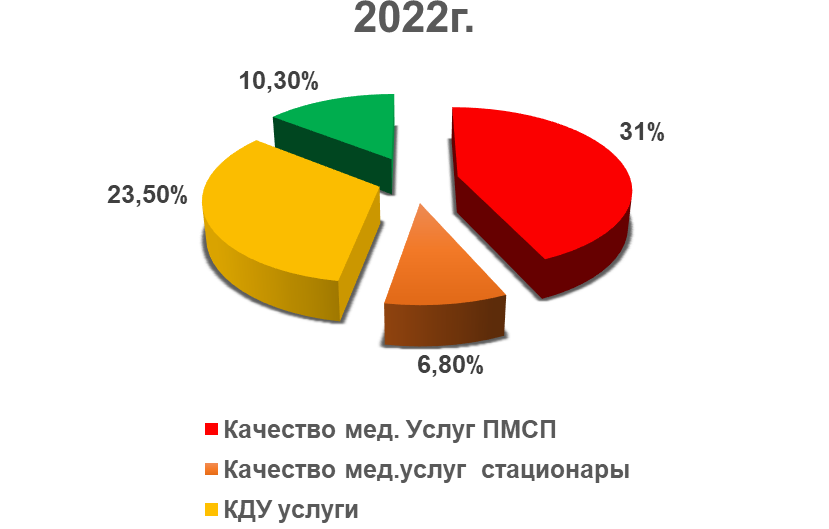 2022г.
10,30%
31%
23,50%
6,80%
Качество мед. Услуг ПМСП
Качество мед.услуг стационары
КДУ услуги